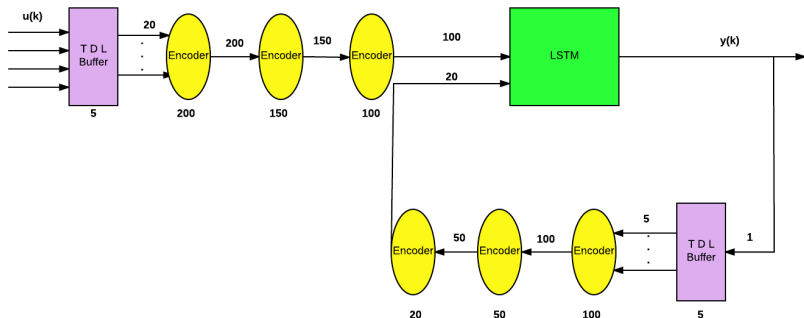 u(k)
T D L
Buffer
5
20
Encoder
200
200
Encoder
150
150
Encoder
100
100
20
LSTM
y(k)
1
T D L
Buffer
5
5
Encoder
100
100
Encoder
50
50
Encoder
20